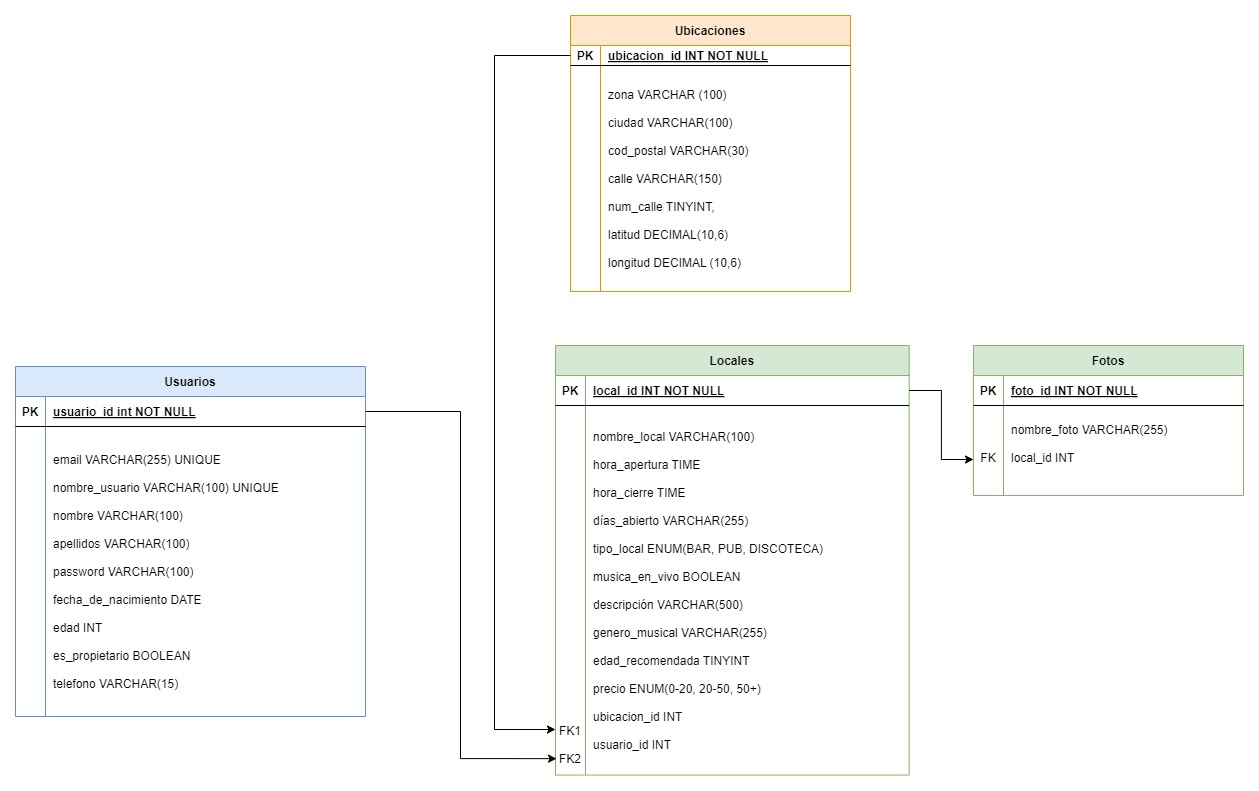 Ubicaciones
PK ubicacion_id INT NOT NULL
zona VARCHAR (100)
ciudad VARCHAR(100)
cod_postal VARCHAR(30)
calle VARCHAR(150)
num_calle TINYINT,
latitud DECIMAL(10,6)
longitud DECIMAL (10,6)
Usuarios
PK usuario_id int NOT NULL
email VARCHAR(255) UNIQUE
nombre_usuario VARCHAR(100) UNIQUE
nombre VARCHAR(100)
apellidos VARCHAR(100)
password VARCHAR(100)
fecha_de_nacimiento DATE
edad INT
es_propietario BOOLEAN
telefono VARCHAR(15)
Locales
PK local_id INT NOT NULL
nombre_local VARCHAR(100)
hora_apertura TIME
hora_cierre TIME
días_abierto VARCHAR(255)
tipo_local ENUM(BAR, PUB, DISCOTECA)
musica_en_vivo BOOLEAN
descripción VARCHAR(500)
genero_musical VARCHAR(255)
edad_recomendada TINYINT
precio ENUM(0-20, 20-50, 50+)
FK1 ubicacion_id INT
FK2 usuario_id INT
Fotos
PK foto_id INT NOT NULL
nombre_foto VARCHAR(255)
FK local_id INT